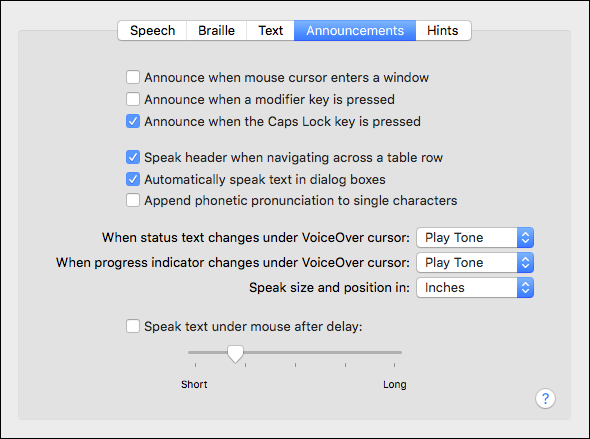 Speech Braille Text Announcements Hints
Announce when mouse cursor enters a window
Announce when a modifier key is pressed
Announce when the Caps Lock key is pressed
Speak header when navigating across a table row
Automatically speak text in dialog boxes
Append phonetic pronunciation to single characters
When status text changes under VoiceOver cursor: Play Tone
When progress indicator changes under VoiceOver cursor: Play Tone
Speak size and position in: Inches
Speak text under mouse after delay:
Short Long
?